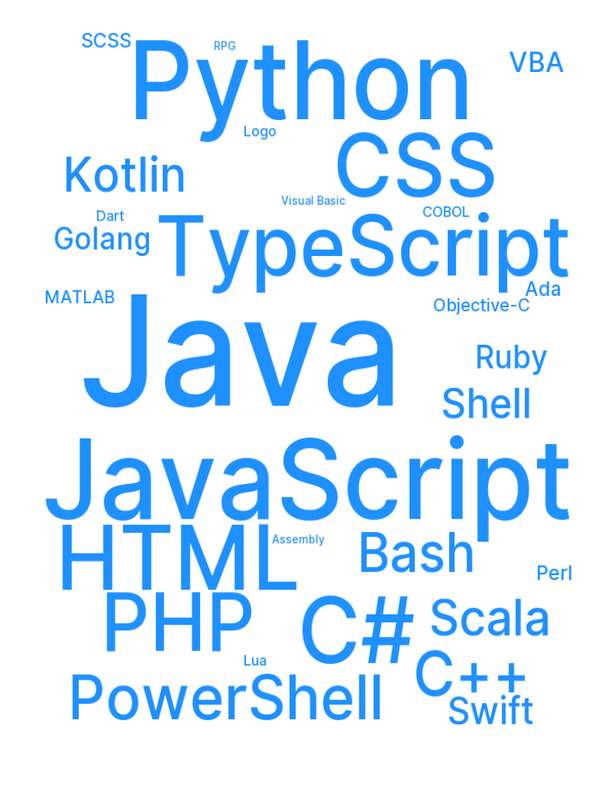 SCSS
RPG
Python
VBA
Logo
CSS
Kotlin
Visual Basic
Dart
COBOL
Golang
TypeScript
Ada
MATLAB
Objective-C
Java
Ruby
Shell
JavaScript
HTML
Assembly
Bash
Perl
PHP
C#
Scala
Lua
C++
PowerShell
Swift